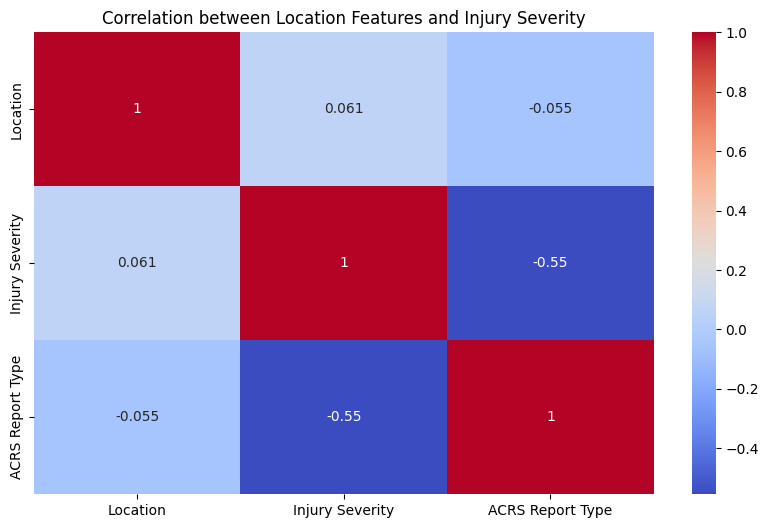 Correlation between Location Features and Injury Severity
Location
1
0.061
-0.055
Injury Severity
0.061
1
-0.55
ACRS Report Type
-0.055
-0.55
1
Location
Injury Severity
ACRS Report Type
1.0
0.8
0.6
0.4
0.2
0.0
−0.2
−0.4